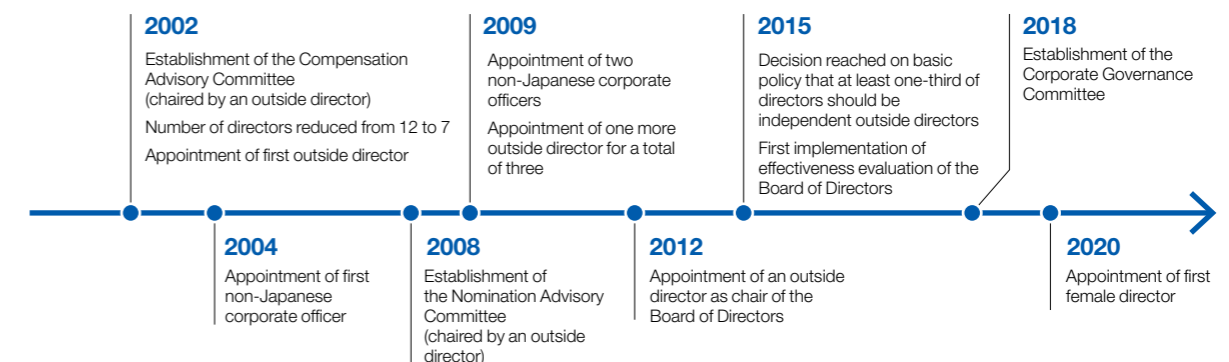 2002
Establishment of the Compensation
Advisory Committee
(chaired by an outside director)
Number of directors reduced from 12 to 7
Appointment of first outside director
2004
Appointment of first
non-Japanese
corporate officer
2008
Establishment of
the Nomination Advisory
Committee
(chaired by an outside
director)
2009
Appointment of two
non-Japanese corporate
officers
Appointment of one more
outside director for a total
of three
2012
Appointment of an outside
director as chair of the
Board of Directors
2015
Decision reached on basic
policy that at least one-third of
directors should be
independent outside directors
First implementation of
effectiveness evaluation of the
Board of Directors
2018
Establishment of the
Corporate Governance
Committee
2020
Appointment of first
female director